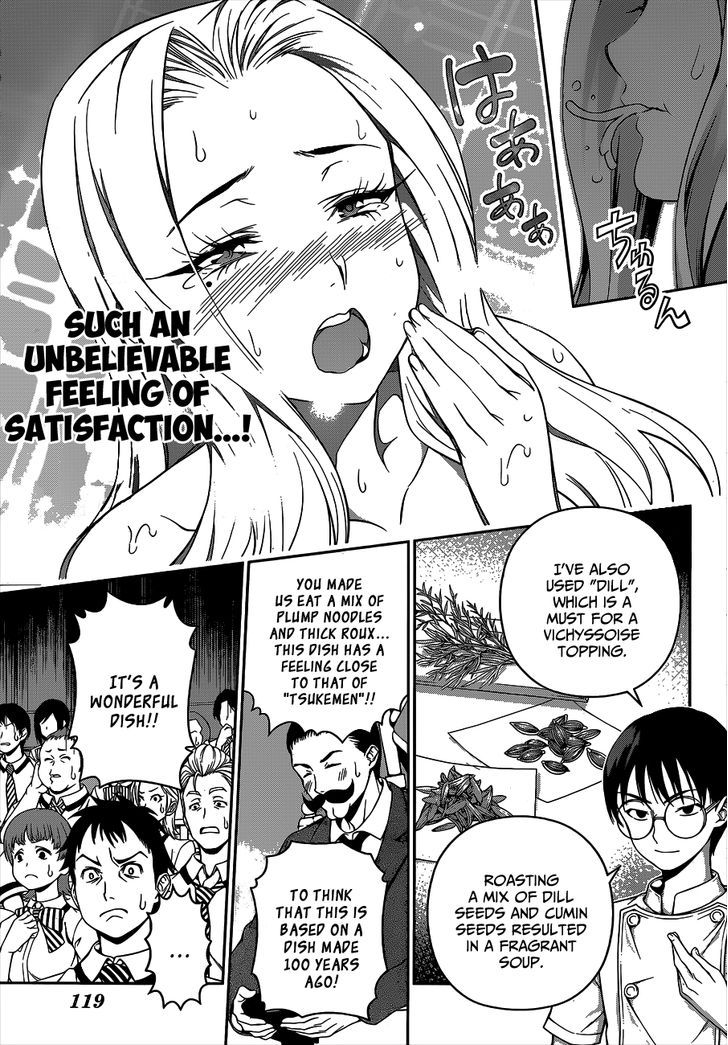 ちゅるん
はぁぁぁぁ
SUCH AN
UNBELIEVABLE
FEELING OF
SATISFACTION...!
I'VE ALSO
USED "DILL",
WHICH IS A
MUST FOR A
VICHYSSOISE
TOPPING.
ROASTING
A MIX OF DILL
SEEDS AND CUMIN
SEEDS RESULTED
IN A FRAGRANT
SOUP.
YOU MADE
US EAT A MIX OF
PLUMP NOODLES
AND THICK ROUX...
THIS DISH HAS A
FEELING CLOSE
TO THAT OF
"TSUKEMEN"!!
TO THINK
THAT THIS IS
BASED ON A
DISH MADE
100 YEARS
AGO!
IT'S A
WONDERFUL
DISH!!
...
119